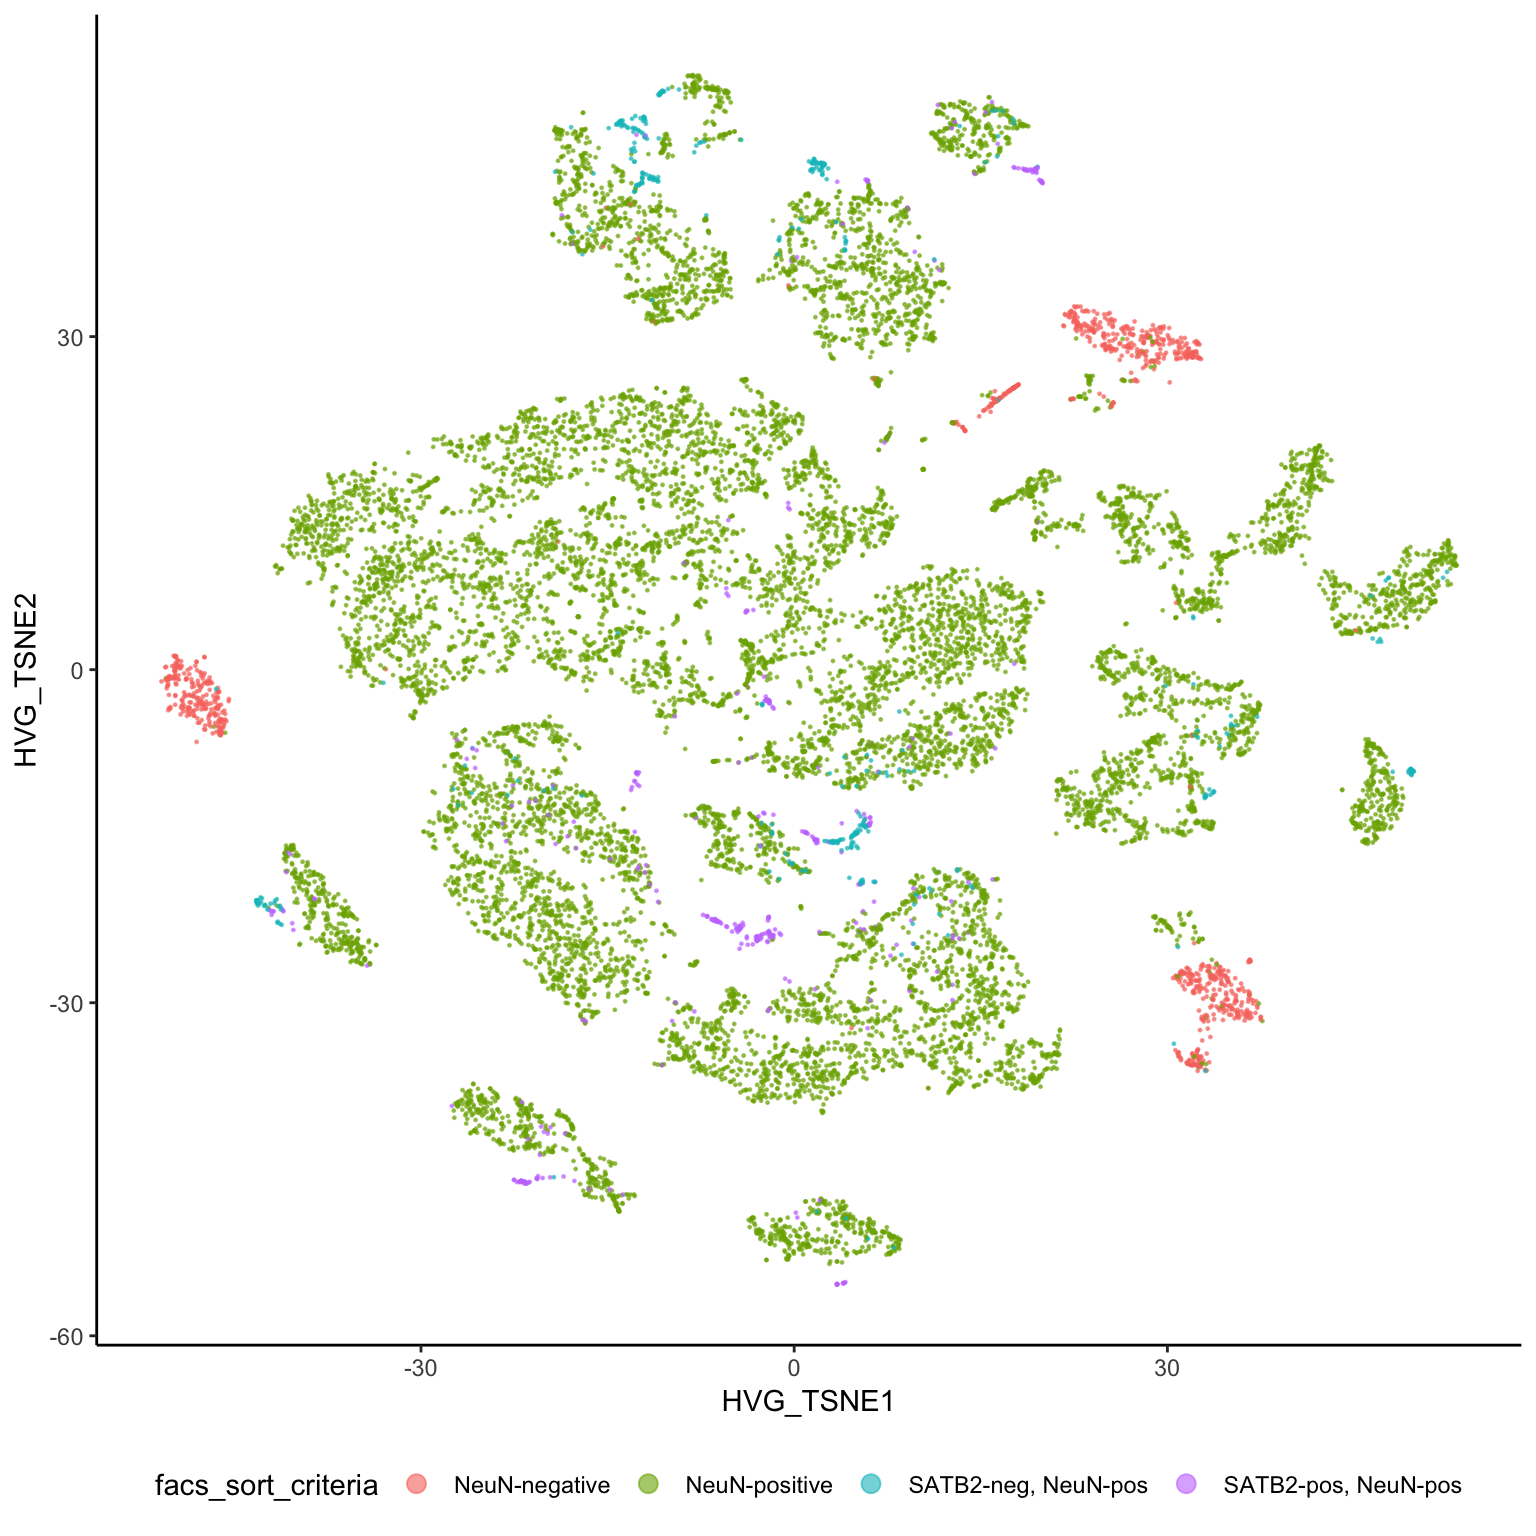 HVG_TSNE2
30
0
-30
-60
-30 0 30
HVG_TSNE1
facs_sort_criteria NeuN-negative NeuN-positive SATB2-neg, NeuN-pos SATB2-pos, NeuN-pos